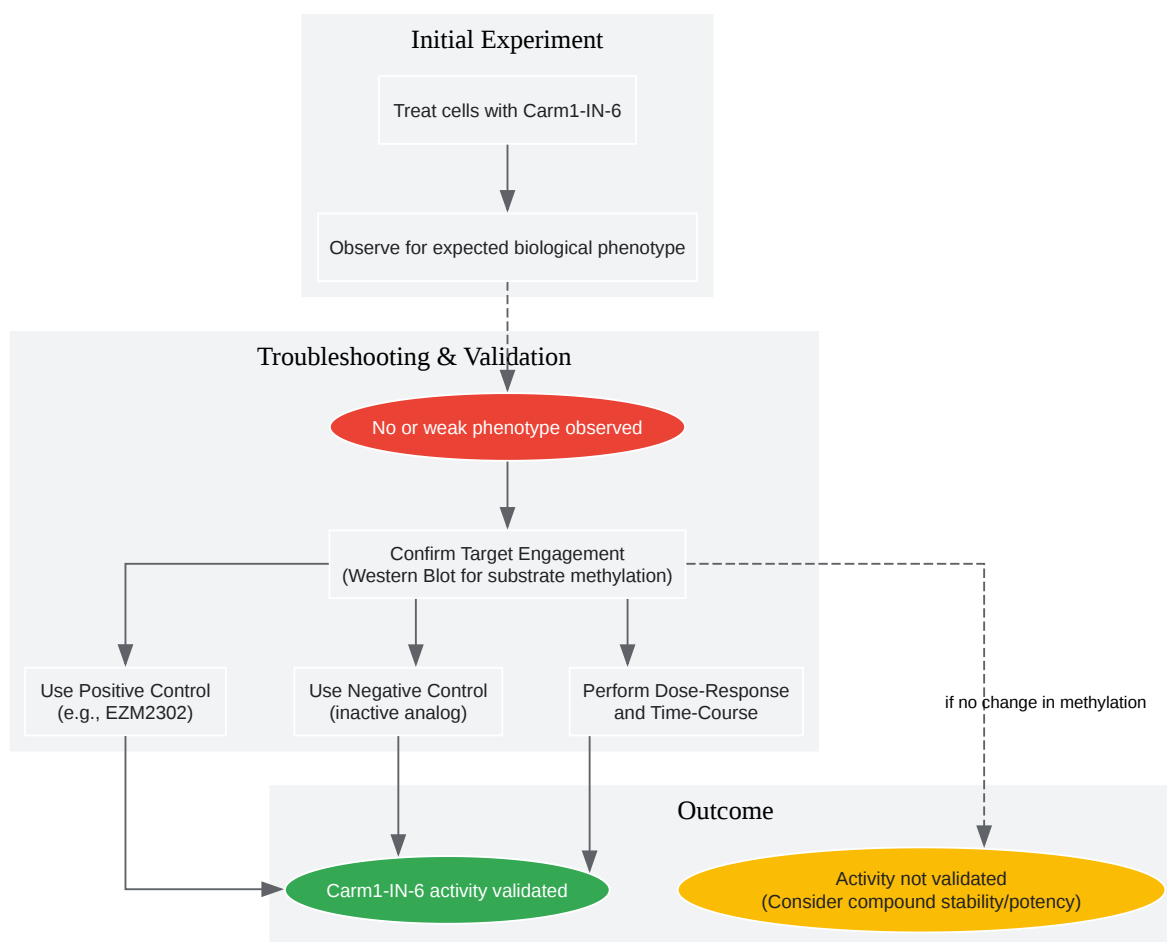 Initial Experiment
Treat cells with Carm1-IN-6
Observe for expected biological phenotype
Troubleshooting & Validation
No or weak phenotype observed
Confirm Target Engagement
(Western Blot for substrate methylation)
Use Positive Control
(e.g., EZM2302)
Use Negative Control
(inactive analog)
Perform Dose-Response
and Time-Course
if no change in methylation
Outcome
Carm1-IN-6 activity validated
Activity not validated
(Consider compound stability/potency)